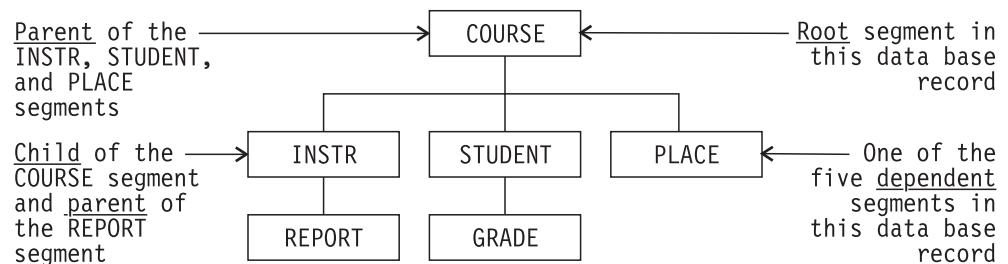 Parent of the
INSTR, STUDENT,
and PLACE
segments
COURSE
Root segment in
this data base
record
Child of the
COURSE segment
and parent of
the REPORT
segment
INSTR
STUDENT
PLACE
One of the
five dependent
segments in
this data base
record
REPORT
GRADE